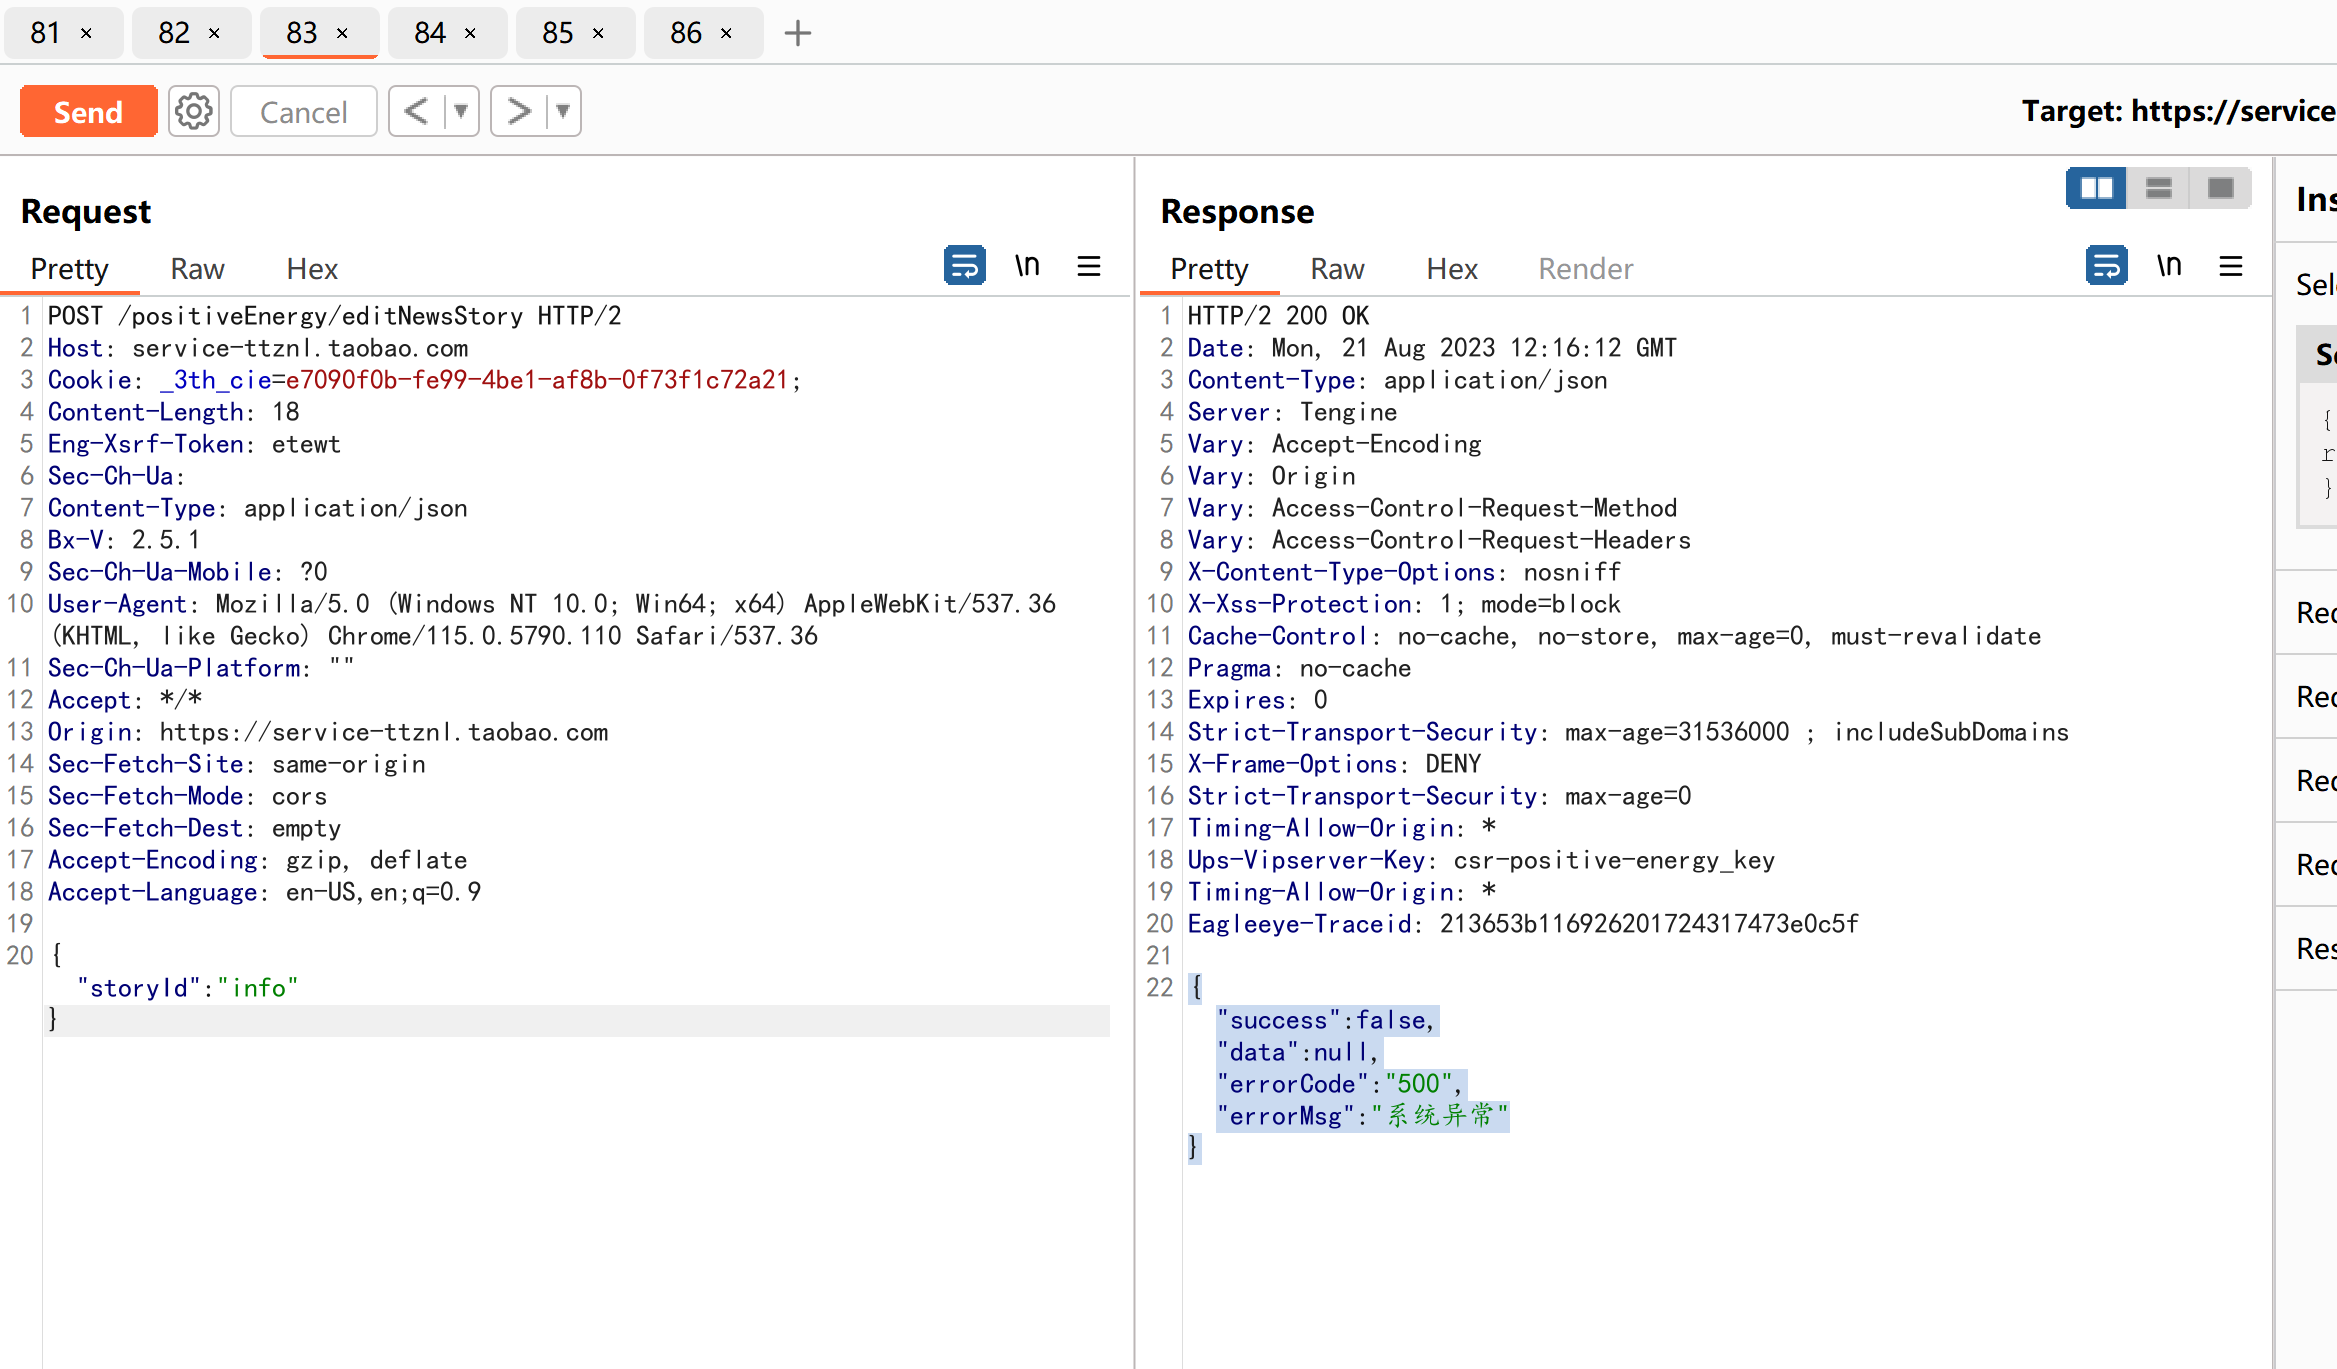 81 × 82 × 83 × 84 × 85 × 86 × +
Send Cancel < > Target: https://service
Request
Pretty Raw Hex \n
1 POST /positiveEnergy/editNewsStory HTTP/2
2 Host: service-ttznl.taobao.com
3 Cookie: _3th_cie=e7090f0b-fe99-4be1-af8b-0f73f1c72a21;
4 Content-Length: 18
5 Eng-Xsrf-Token: etewt
6 Sec-Ch-Ua:
7 Content-Type: application/json
8 Bx-V: 2.5.1
9 Sec-Ch-Ua-Mobile: ?0
10 User-Agent: Mozilla/5.0 (Windows NT 10.0; Win64; x64) AppleWebKit/537.36
(KHTML, like Gecko) Chrome/115.0.5790.110 Safari/537.36
11 Sec-Ch-Ua-Platform: ""
12 Accept: */*
13 Origin: https://service-ttznl.taobao.com
14 Sec-Fetch-Site: same-origin
15 Sec-Fetch-Mode: cors
16 Sec-Fetch-Dest: empty
17 Accept-Encoding: gzip, deflate
18 Accept-Language: en-US,en;q=0.9
19
20 {
"storyId":"info"
}
Response
Pretty Raw Hex Render \n
1 HTTP/2 200 OK
2 Date: Mon, 21 Aug 2023 12:16:12 GMT
3 Content-Type: application/json
4 Server: Tengine
5 Vary: Accept-Encoding
6 Vary: Origin
7 Vary: Access-Control-Request-Method
8 Vary: Access-Control-Request-Headers
9 X-Content-Type-Options: nosniff
10 X-Xss-Protection: 1; mode=block
11 Cache-Control: no-cache, no-store, max-age=0, must-revalidate
12 Pragma: no-cache
13 Expires: 0
14 Strict-Transport-Security: max-age=31536000 ; includeSubDomains
15 X-Frame-Options: DENY
16 Strict-Transport-Security: max-age=0
17 Timing-Allow-Origin: *
18 Ups-Vipserver-Key: csr-positive-energy_key
19 Timing-Allow-Origin: *
20 Eagleeye-Traceid: 213653b116926201724317473e0c5f
21
22 {
"success":false,
"data":null,
"errorCode":"500",
"errorMsg":"系统异常"
}
Ins
Sel
{
r
}
Rec
Rec
Rec
Rec
Res